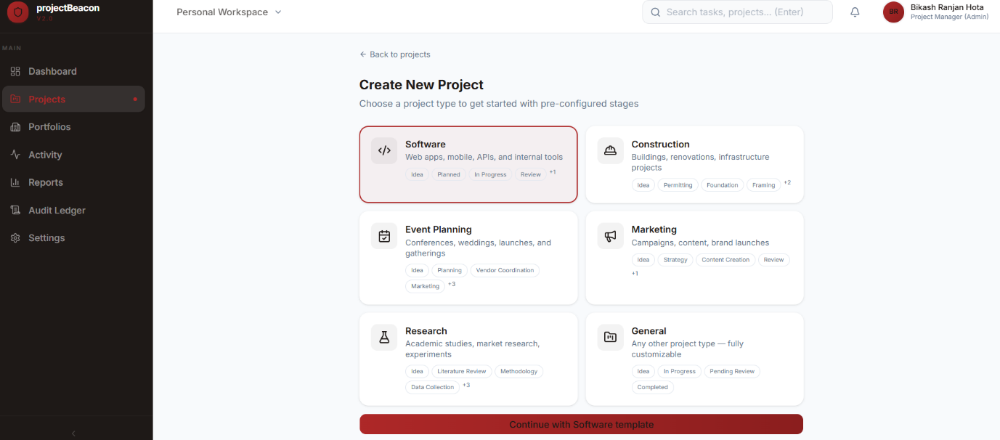 projectBeacon
V2.0
Personal Workspace
Search tasks, projects... (Enter)
BR
Bikash Ranjan Hota
Project Manager (Admin)
MAIN
Dashboard
Projects
Portfolios
Activity
Reports
Audit Ledger
Settings
Back to projects
Create New Project
Choose a project type to get started with pre-configured stages
Software
Web apps, mobile, APIs, and internal tools
Idea Planned In Progress Review +1
Construction
Buildings, renovations, infrastructure
projects
Idea Permitting Foundation Framing +2
Event Planning
Conferences, weddings, launches, and
gatherings
Idea Planning Vendor Coordination
Marketing +3
Marketing
Campaigns, content, brand launches
Idea Strategy Content Creation Review
+1
Research
Academic studies, market research,
experiments
Idea Literature Review Methodology
Data Collection +3
General
Any other project type — fully
customizable
Idea In Progress Pending Review
Completed
Continue with Software template